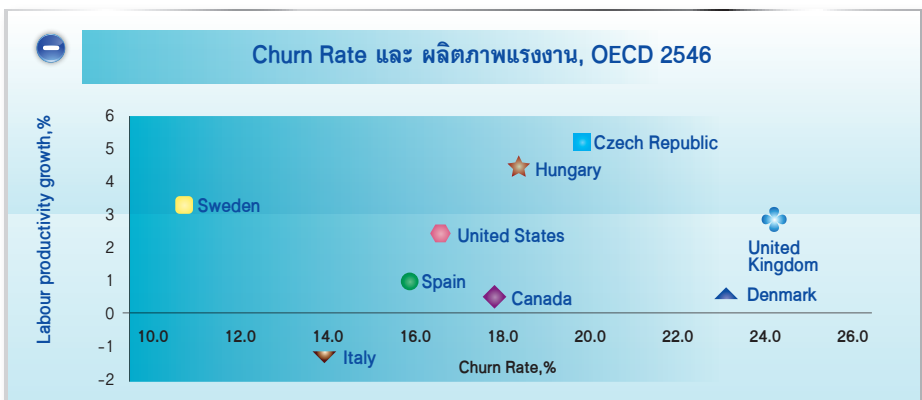 Churn Rate และ ผลิตภาพแรงงาน, OECD 2546
Labour productivity growth,%
6
5
4
3
2
1
0
-1
-2
Czech Republic
Hungary
Sweden
United States
United
Kingdom
Spain
Canada
Denmark
10.0 12.0 14.0 16.0 18.0 20.0 22.0 24.0 26.0
Italy
Churn Rate,%